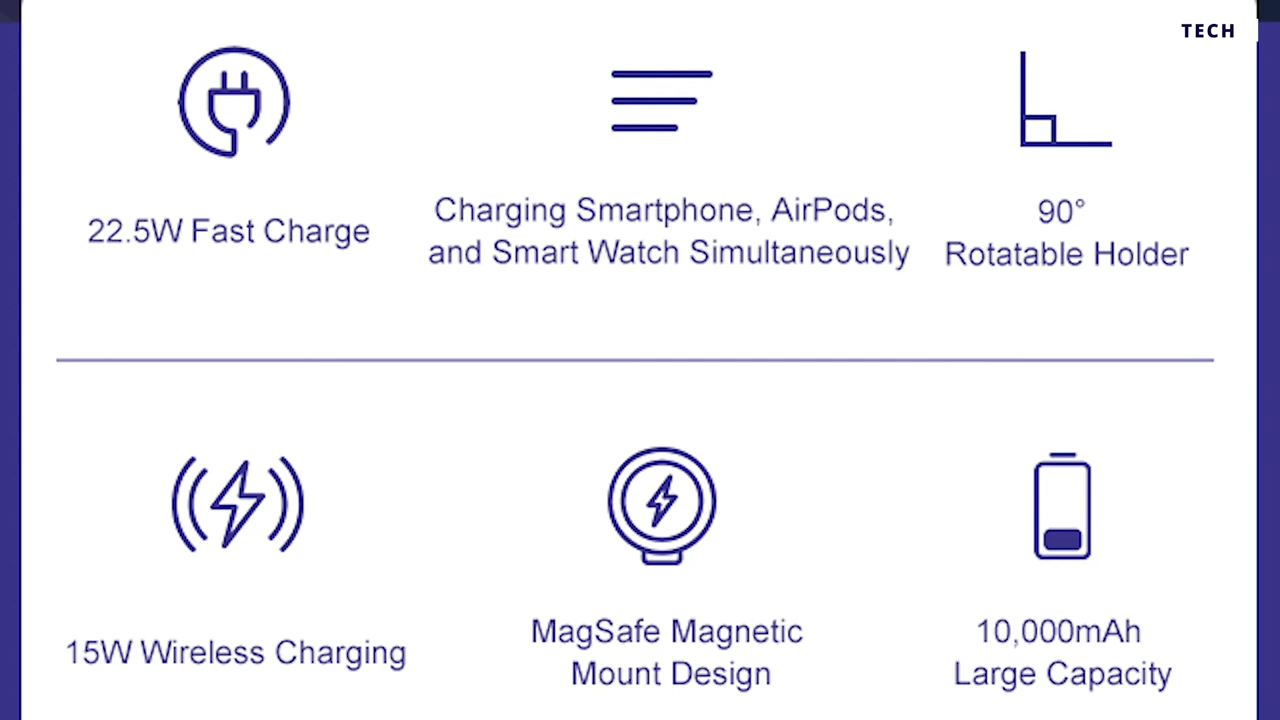 TECH
22.5W Fast Charge
Charging Smartphone, AirPods,
and Smart Watch Simultaneously
90°
Rotatable Holder
15W Wireless Charging
MagSafe Magnetic
Mount Design
10,000mAh
Large Capacity